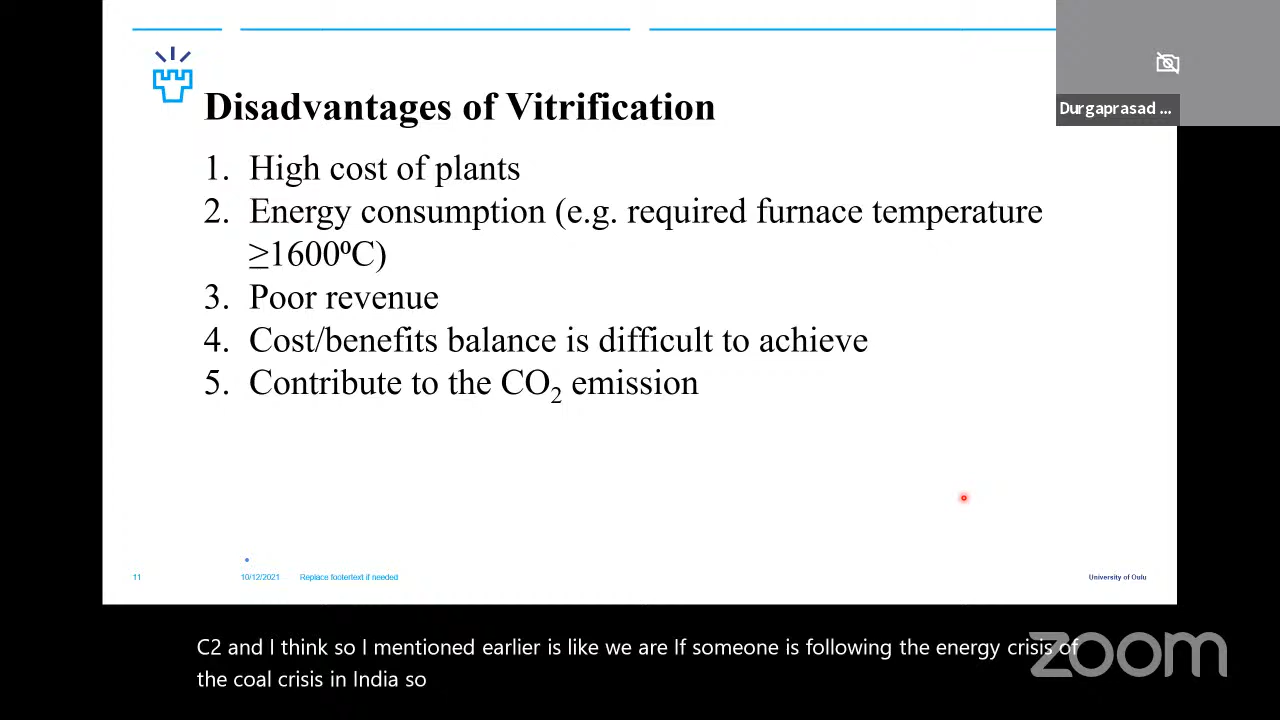 Disadvantages of Vitrification
Durgaprasad ...
1. High cost of plants
2. Energy consumption (e.g. required furnace temperature
≥1600⁰C)
3. Poor revenue
4. Cost/benefits balance is difficult to achieve
5. Contribute to the CO₂ emission
11 10/12/2021 Replace footertext if needed University of Oulu
C2 and I think so I mentioned earlier is like we are If someone is following the energy crisis of
the coal crisis in India so
zoom